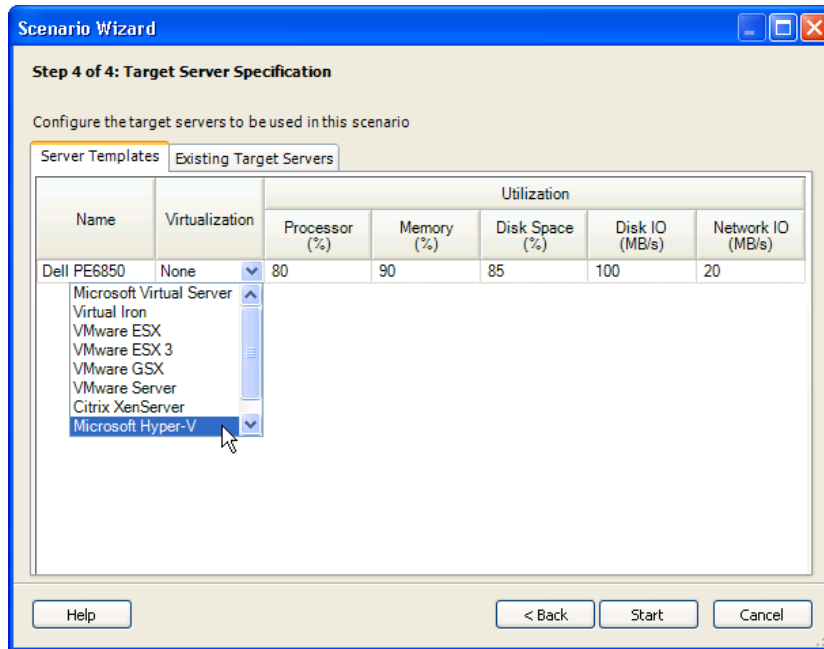 Scenario Wizard
Step 4 of 4: Target Server Specification
Configure the target servers to be used in this scenario
Server Templates Existing Target Servers
Utilization
Name Virtualization Processor (%) Memory (%) Disk Space (%) Disk IO (MB/s) Network IO (MB/s)
Dell PE6850 None 80 90 85 100 20
Microsoft Virtual Server
Virtual Iron
VMware ESX
VMware ESX 3
VMware GSX
VMware Server
Citrix XenServer
Microsoft Hyper-V
Help < Back Start Cancel